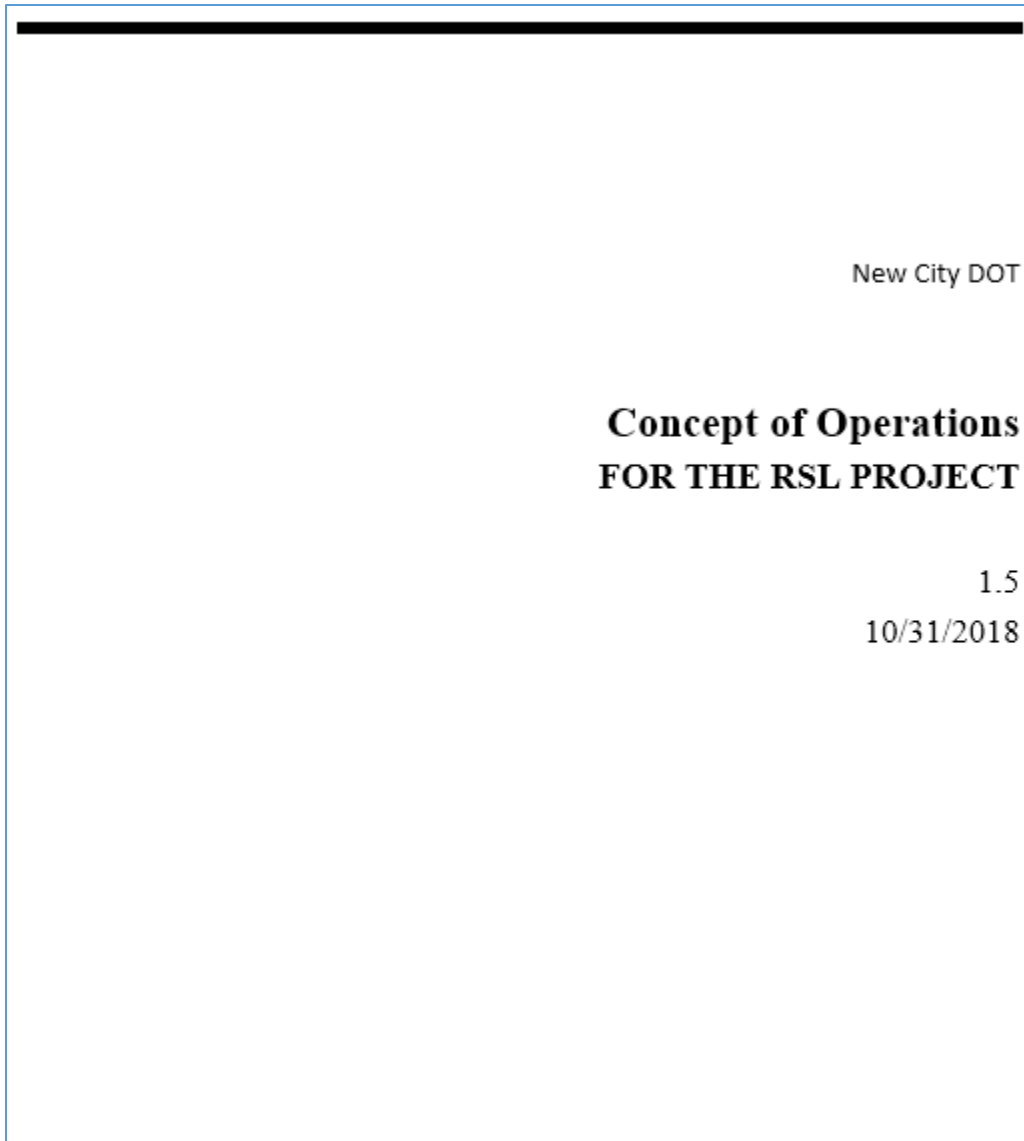 New City DOT
Concept of Operations
FOR THE RSL PROJECT
1.5
10/31/2018